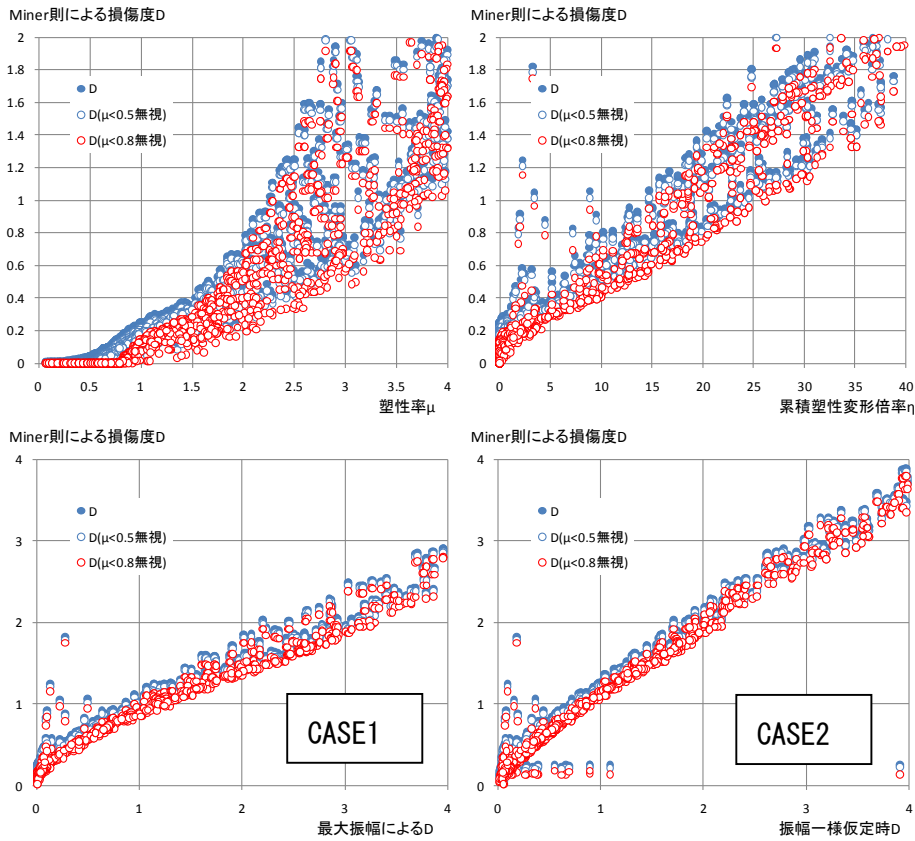 Miner則による損傷度D
2
1.8
1.6
1.4
1.2
1
0.8
0.6
0.4
0.2
0
D
D(μ<0.5無視)
D(μ<0.8無視)
0 0.5 1 1.5 2 2.5 3 3.5 4
塑性率μ
Miner則による損傷度D
2
1.8
1.6
1.4
1.2
1
0.8
0.6
0.4
0.2
0
D
D(μ<0.5無視)
D(μ<0.8無視)
0 5 10 15 20 25 30 35 40
累積塑性変形倍率η
Miner則による損傷度D
4
3
2
1
0
D
D(μ<0.5無視)
D(μ<0.8無視)
CASE1
0 1 2 3 4
最大振幅によるD
Miner則による損傷度D
4
3
2
1
0
D
D(μ<0.5無視)
D(μ<0.8無視)
CASE2
0 1 2 3 4
振幅一様仮定時D